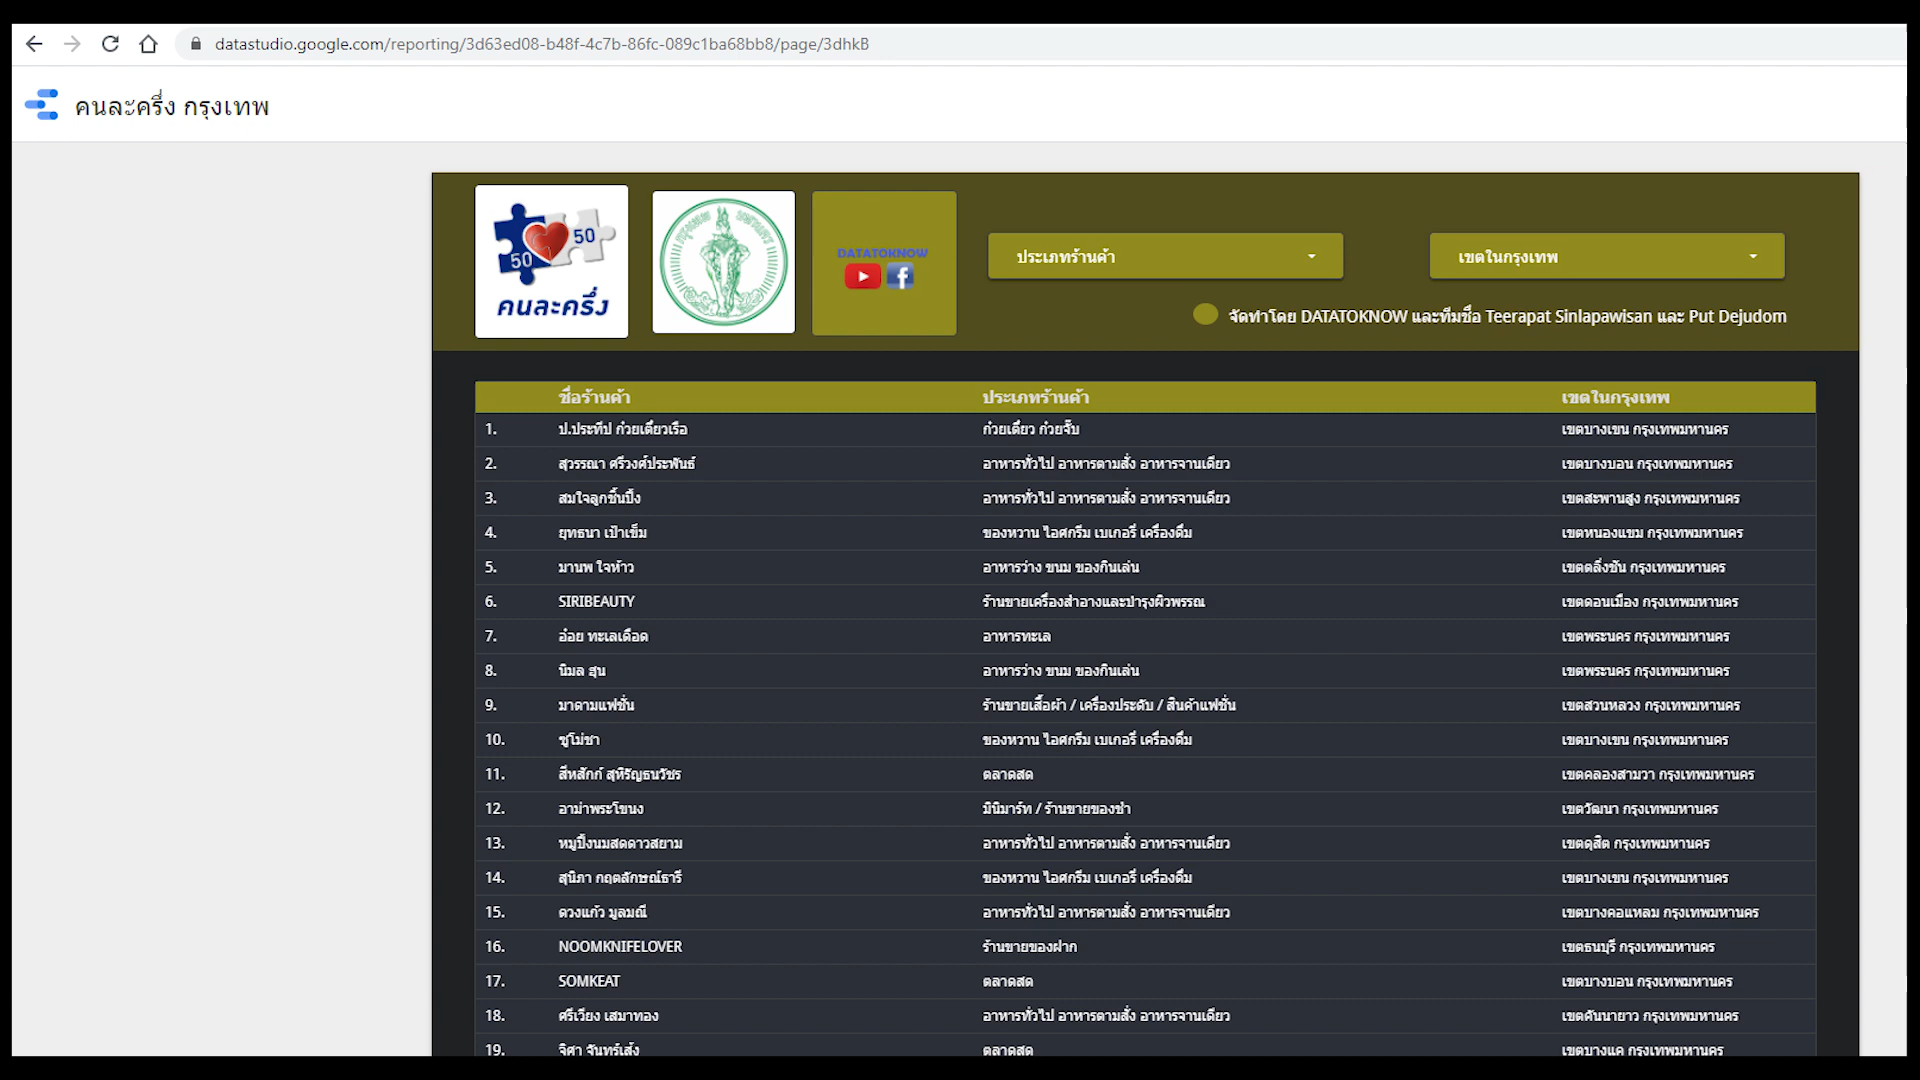 datastudio.google.com/reporting/3d63ed08-b48f-4c7b-86fc-089c1ba68bb8/page/3dhkB
คนละครึ่ง กรุงเทพ
50 50
คนละครึ่ง
DATATOKNOW
ประเภทร้านค้า เขตในกรุงเทพ
จัดทำโดย DATATOKNOW และทีมชื่อ Teerapat Sinlapawisan และ Put Dejudom
ชื่อร้านค้า ประเภทร้านค้า เขตในกรุงเทพ
1. ป.ประทีป ก๋วยเตี๋ยวเรือ ก๋วยเตี๋ยว ก๋วยจั๊บ เขตบางเขน กรุงเทพมหานคร
2. สุวรรณา ศรีวงศ์ประพันธ์ อาหารทั่วไป อาหารตามสั่ง อาหารจานเดียว เขตบางบอน กรุงเทพมหานคร
3. สมใจลูกชิ้นปิ้ง อาหารทั่วไป อาหารตามสั่ง อาหารจานเดียว เขตสะพานสูง กรุงเทพมหานคร
4. ยุทธนา เป้าเข็ม ของหวาน ไอศกรีม เบเกอรี่ เครื่องดื่ม เขตหนองแขม กรุงเทพมหานคร
5. มานพ ใจห้าว อาหารว่าง ขนม ของกินเล่น เขตตลิ่งชัน กรุงเทพมหานคร
6. SIRIBEAUTY ร้านขายเครื่องสำอางและบำรุงผิวพรรณ เขตดอนเมือง กรุงเทพมหานคร
7. อ๋อย ทะเลเดือด อาหารทะเล เขตพระนคร กรุงเทพมหานคร
8. นิมล ฮุน อาหารว่าง ขนม ของกินเล่น เขตพระนคร กรุงเทพมหานคร
9. มาดามแฟชั่น ร้านขายเสื้อผ้า / เครื่องประดับ / สินค้าแฟชั่น เขตสวนหลวง กรุงเทพมหานคร
10. ซูโม่ชา ของหวาน ไอศกรีม เบเกอรี่ เครื่องดื่ม เขตบางเขน กรุงเทพมหานคร
11. สีหสักก์ สุหิรัญธนวัชร ตลาดสด เขตคลองสามวา กรุงเทพมหานคร
12. อาม่าพระโขนง มินิมาร์ท / ร้านขายของชำ เขตวัฒนา กรุงเทพมหานคร
13. หมูปิ้งนมสดดาวสยาม อาหารทั่วไป อาหารตามสั่ง อาหารจานเดียว เขตดุสิต กรุงเทพมหานคร
14. สุนิภา กฤตลักษณ์ธารี ของหวาน ไอศกรีม เบเกอรี่ เครื่องดื่ม เขตบางเขน กรุงเทพมหานคร
15. ดวงแก้ว มูลมณี อาหารทั่วไป อาหารตามสั่ง อาหารจานเดียว เขตบางคอแหลม กรุงเทพมหานคร
16. NOOMKNIFELOVER ร้านขายของฝาก เขตธนบุรี กรุงเทพมหานคร
17. SOMKEAT ตลาดสด เขตบางบอน กรุงเทพมหานคร
18. ศรีเวียง เสมาทอง อาหารทั่วไป อาหารตามสั่ง อาหารจานเดียว เขตคันนายาว กรุงเทพมหานคร
19. จิศา จันทร์เส้ง ตลาดสด เขตบางแค กรุงเทพมหานคร